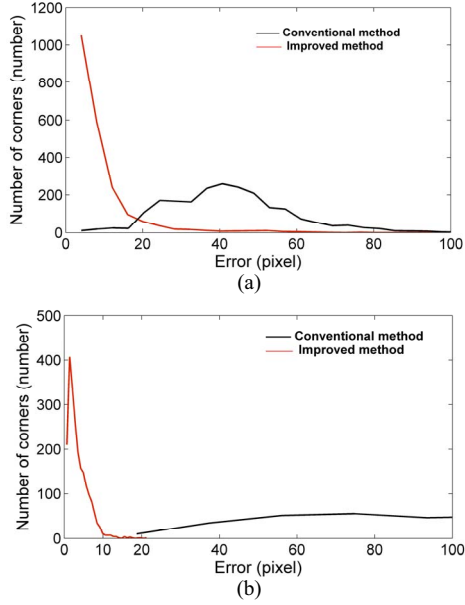 1200
1000
800
600
400
200
0
Number of corners (number)
Conventional method
Improved method
0 20 40 60 80 100
Error (pixel)
(a)
500
400
300
200
100
0
Number of corners (number)
Conventional method
Improved method
0 10 20 20 40 60 80 100
Error (pixel)
(b)